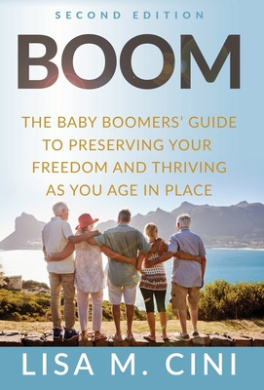 SECOND EDITION
BOOM
THE BABY BOOMERS' GUIDE
TO PRESERVING YOUR
FREEDOM AND THRIVING
AS YOU AGE IN PLACE
LISA M. CINI